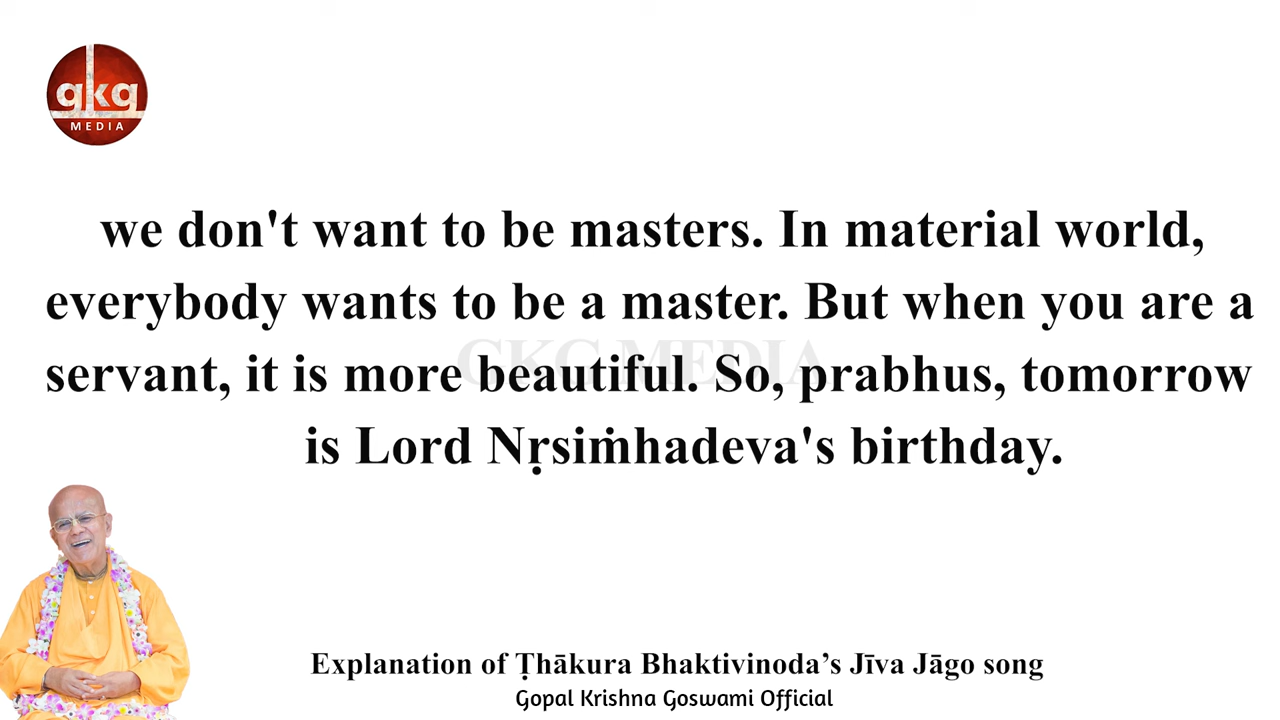 gkg
MEDIA
we don't want to be masters. In material world,
everybody wants to be a master. But when you are a
servant, it is more beautiful. So, prabhus, tomorrow
is Lord Nṛsiṁhadeva's birthday.
GKG MEDIA
Explanation of Ṭhākura Bhaktivinoda’s Jīva Jāgo song
Gopal Krishna Goswami Official